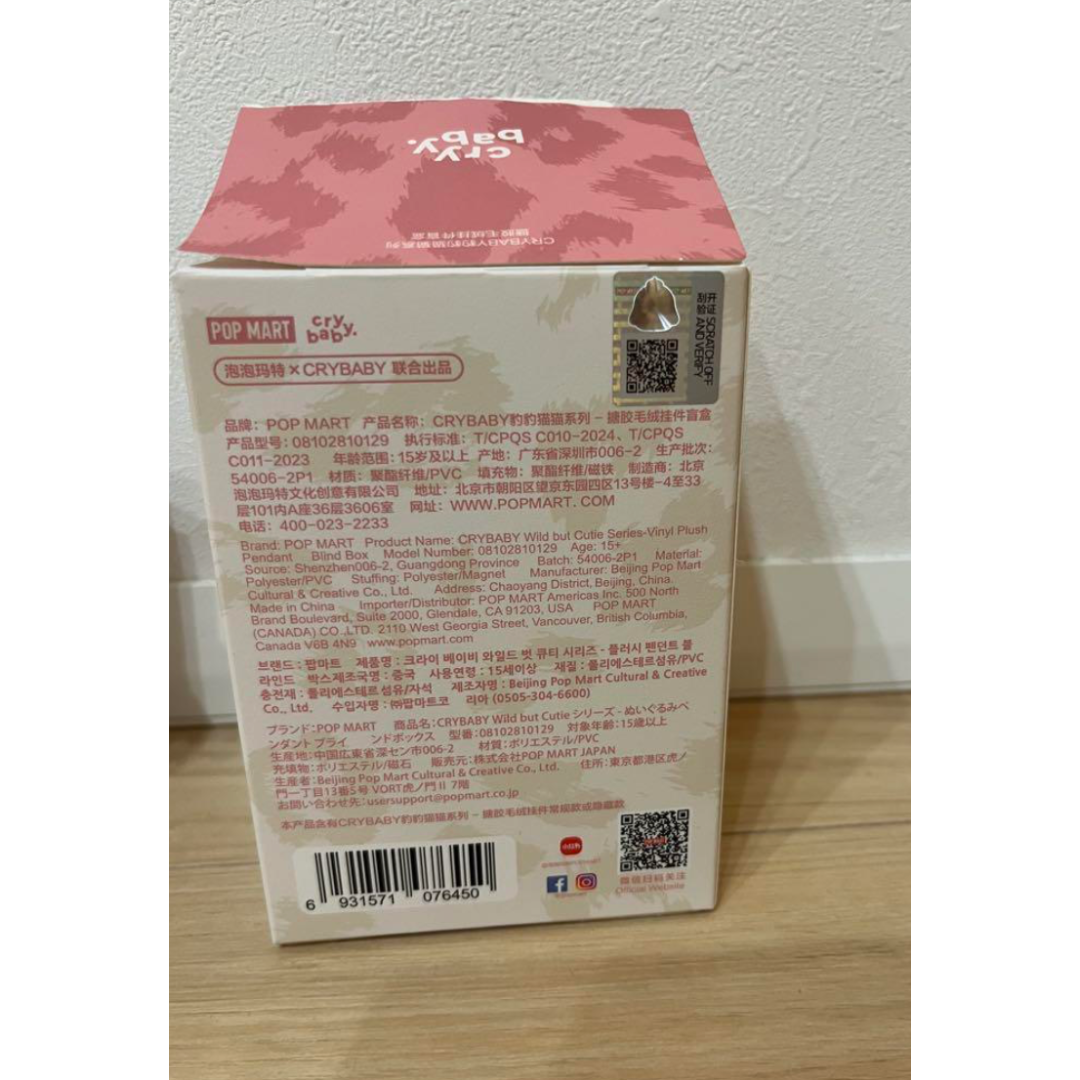 cry
baby.
CRYBABY豹豹猫猫系列
搪胶毛绒挂件盲盒
POP MART cry baby.
泡泡玛特×CRYBABY 联合出品
POP MART
SCRATCH OFF
AND VERIFY
品牌：POP MART 产品名称：CRYBABY豹豹猫猫系列－搪胶毛绒挂件盲盒
产品型号：08102810129 执行标准：T/CPQS C010-2024、T/CPQS
C011-2023 年龄范围：15岁及以上 产地：广东省深圳市006-2 生产批次：
54006-2P1 材质：聚酯纤维/PVC 填充物：聚酯纤维/磁铁 制造商：北京
泡泡玛特文化创意有限公司 地址：北京市朝阳区望京东园四区13号楼-4至33
层101内A座36层3606室 网址：WWW.POPMART.COM
电话：400-023-2233
Brand: POP MART Product Name: CRYBABY Wild but Cutie Series-Vinyl Plush
Pendant Blind Box Model Number: 08102810129 Age: 15+
Source: Shenzhen006-2, Guangdong Province Batch: 54006-2P1 Material:
Polyester/PVC Stuffing: Polyester/Magnet Manufacturer: Beijing Pop Mart
Cultural & Creative Co., Ltd. Address: Chaoyang District, Beijing, China.
Made in China Importer/Distributor: POP MART Americas Inc. 500 North
Brand Boulevard, Suite 2000, Glendale, CA 91203, USA POP MART
(CANADA) CO.,LTD. 2110 West Georgia Street, Vancouver, British Columbia,
Canada V6B 4N9 www.popmart.com
브랜드 : 팝마트 제품명 : 크라이 베이비 와일드 벗 큐티 시리즈 - 플러시 펜던트 블
라인드 박스제조국명 : 중국 사용연령 : 15세이상 재질 : 폴리에스테르섬유/PVC
충전재 : 폴리에스테르섬유/자석 제조자명 : Beijing Pop Mart Cultural & Creative
Co., Ltd. 수입자명 : ㈜팝마트코 리아 (0505-304-6600)
ブランド：POP MART 商品名：CRYBABY Wild but Cutie シリーズ - ぬいぐるみペ
ンダント ブライ ンドボックス 型番：08102810129 対象年齢：15歳以上
生産地：中国広東省深セン市006-2 材質：ポリエステル/PVC
充填物：ポリエステル/磁石 販売元：株式会社POP MART JAPAN
生産者：Beijing Pop Mart Cultural & Creative Co., Ltd. 住所：東京都港区虎ノ
門一丁目13番5号 VORT虎ノ門Ⅱ 7階
お問い合わせ先：usersupport@popmart.co.jp
本产品含有CRYBABY豹豹猫猫系列－搪胶毛绒挂件常规款或隐藏款
小红书
Official Website
6 931571 076450